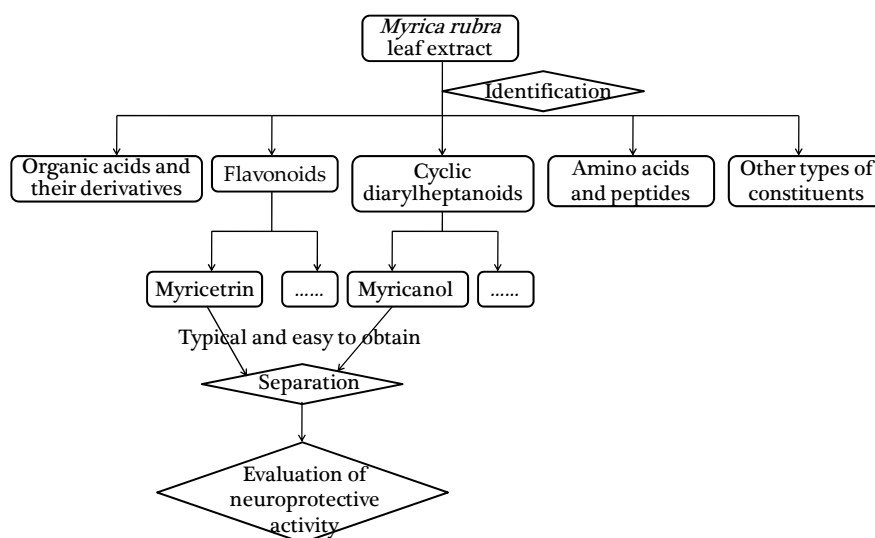 Myrica rubra
leaf extract
Identification
Organic acids and
their derivatives
Flavonoids
Cyclic
diarylheptanoids
Amino acids
and peptides
Other types of
constituents
Myricetrin
......
Myricanol
......
Typical and easy to obtain
Separation
Evaluation of
neuroprotective
activity